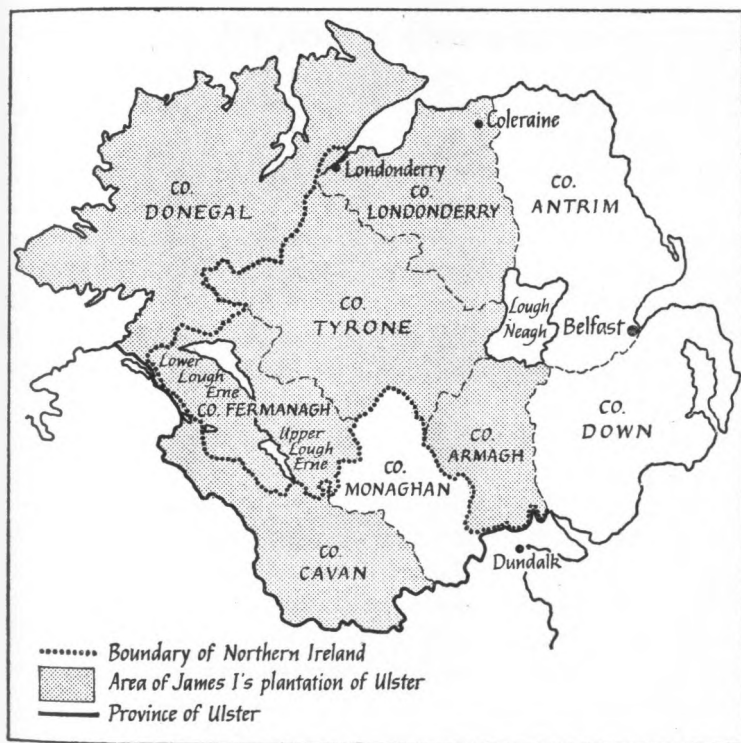 Coleraine
Londonderry
CO.
DONEGAL
CO.
LONDONDERRY
CO.
ANTRIM
CO.
TYRONE
Lough
Neagh
Belfast
Lower
Lough
Erne
CO. FERMANAGH
Upper
Lough
Erne
CO.
ARMAGH
CO.
DOWN
CO.
MONAGHAN
CO.
CAVAN
Dundalk
Boundary of Northern Ireland
Area of James I's plantation of Ulster
Province of Ulster